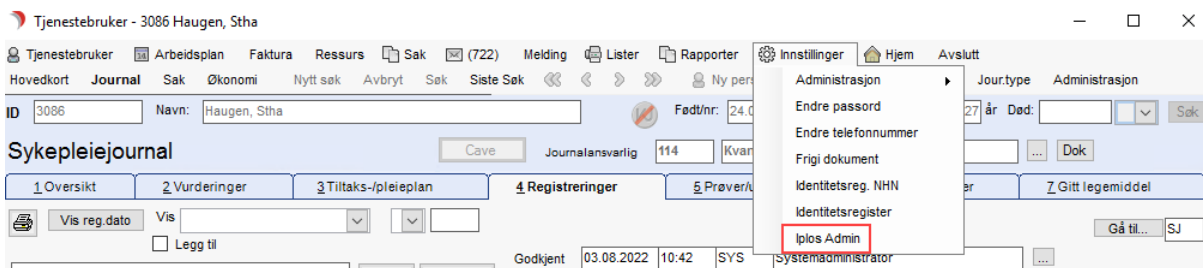 Tjenestebruker - 3086 Haugen, Stha
Tjenestebruker Arbeidsplan Faktura Ressurs Sak (722) Melding Lister Rapporter Innstillinger Hjem Avslutt
Hovedkort Journal Sak Økonomi Nytt søk Avbryt Søk Siste Søk Ny pers Administrasjon Jour.type Administrasjon
Endre passord
ID 3086 Navn: Haugen, Stha Født/nr: 24.0 27 år Død: Søk
Endre telefonnummer
Sykepleiejournal Cave Journalansvarlig 114 Kvan Frigi dokument ... Dok
1 Oversikt 2 Vurderinger 3 Tiltaks-/pleieplan 4 Registreringer 5 Prøver/u Identitetsreg. NHN er 7 Gitt legemiddel
Identitetsregister
Vis reg.dato Vis Gå til... SJ
Iplos Admin
Legg til
Godkjent 03.08.2022 10:42 SYS Systemadministrator ...